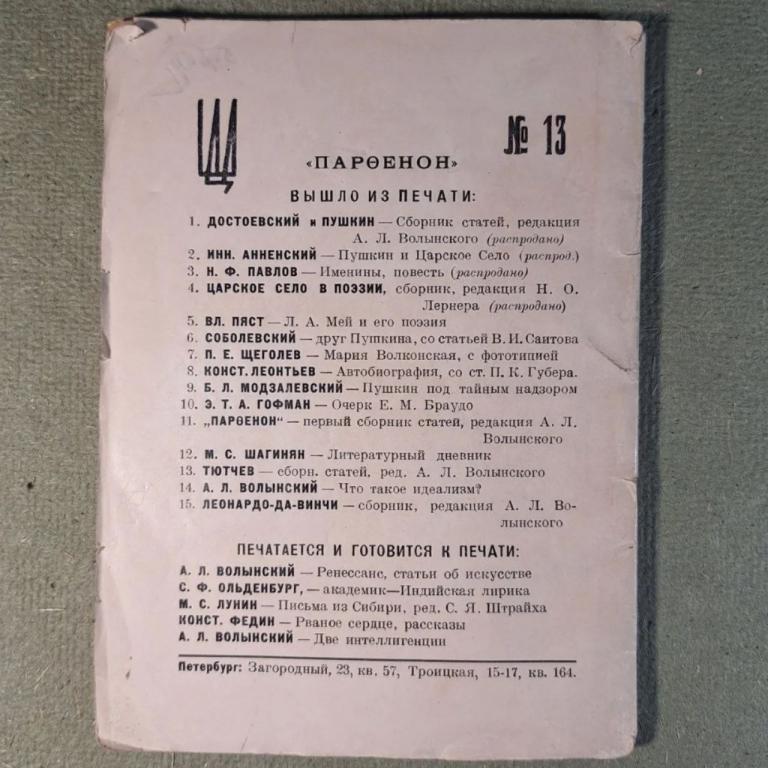 № 13
«ПАРѲЕНОН»
ВЫШЛО ИЗ ПЕЧАТИ:
1. ДОСТОЕВСКИЙ и ПУШКИН — Сборник статей, редакция
А. Л. Волынского (распродано)
2. ИНН. АННЕНСКИЙ — Пушкин и Царское Село (распрод.)
3. Н. Ф. ПАВЛОВ — Именины, повесть (распродано)
4. ЦАРСКОЕ СЕЛО В ПОЭЗИИ, сборник, редакция Н. О.
Лернера (распродано)
5. ВЛ. ПЯСТ — Л. А. Мей и его поэзия
6. СОБОЛЕВСКИЙ — друг Пушкина, со статьей В. И. Саитова
7. П. Е. ЩЕГОЛЕВ — Мария Волконская, с фототипией
8. КОНСТ. ЛЕОНТЬЕВ — Автобиография, со ст. П. К. Губера.
9. Б. Л. МОДЗАЛЕВСКИЙ — Пушкин под тайным надзором
10. Э. Т. А. ГОФМАН — Очерк Е. М. Браудо
11. „ПАРѲЕНОН“ — первый сборник статей, редакция А. Л.
Волынского
12. М. С. ШАГИНЯН — Литературный дневник
13. ТЮТЧЕВ — сборн. статей, ред. А. Л. Волынского
14. А. Л. ВОЛЫНСКИЙ — Что такое идеализм?
15. ЛЕОНАРДО-ДА-ВИНЧИ — сборник, редакция А. Л. Во-
лынского
ПЕЧАТАЕТСЯ И ГОТОВИТСЯ К ПЕЧАТИ:
А. Л. ВОЛЫНСКИЙ — Ренессанс, статьи об искусстве
С. Ф. ОЛЬДЕНБУРГ, — академик — Индийская лирика
М. С. ЛУНИН — Письма из Сибири, ред. С. Я. Штрайха
КОНСТ. ФЕДИН — Рваное сердце, рассказы
А. Л. ВОЛЫНСКИЙ — Две интеллигенции
Петербург: Загородный, 23, кв. 57, Троицкая, 15-17, кв. 164.